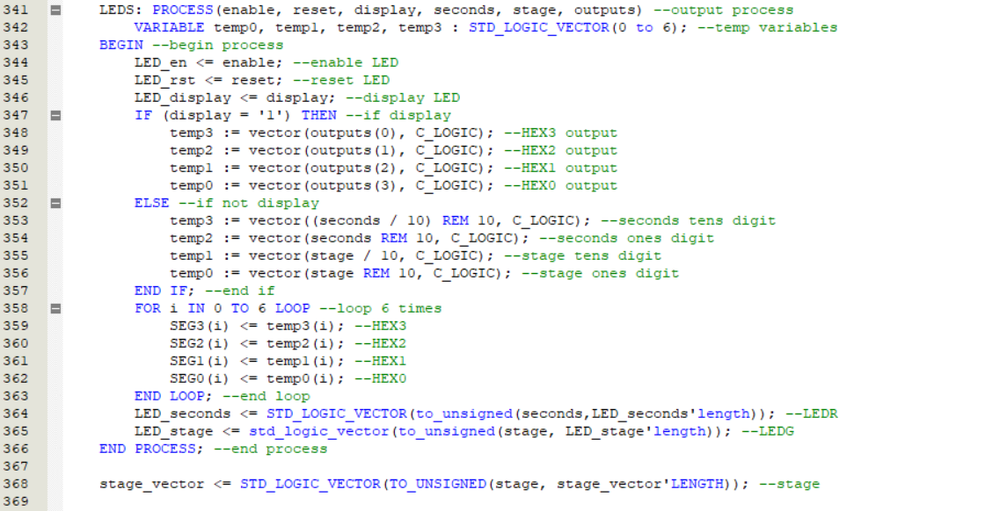 341 LEDS: PROCESS(enable, reset, display, seconds, stage, outputs) --output process
342 VARIABLE temp0, temp1, temp2, temp3 : STD_LOGIC_VECTOR(0 to 6); --temp variables
343 BEGIN --begin process
344 LED_en <= enable; --enable LED
345 LED_rst <= reset; --reset LED
346 LED_display <= display; --display LED
347 IF (display = '1') THEN --if display
348 temp3 := vector(outputs(0), C_LOGIC); --HEX3 output
349 temp2 := vector(outputs(1), C_LOGIC); --HEX2 output
350 temp1 := vector(outputs(2), C_LOGIC); --HEX1 output
351 temp0 := vector(outputs(3), C_LOGIC); --HEX0 output
352 ELSE --if not display
353 temp3 := vector((seconds / 10) REM 10, C_LOGIC); --seconds tens digit
354 temp2 := vector(seconds REM 10, C_LOGIC); --seconds ones digit
355 temp1 := vector(stage / 10, C_LOGIC); --stage tens digit
356 temp0 := vector(stage REM 10, C_LOGIC); --stage ones digit
357 END IF; --end if
358 FOR i IN 0 TO 6 LOOP --loop 6 times
359 SEG3(i) <= temp3(i); --HEX3
360 SEG2(i) <= temp2(i); --HEX2
361 SEG1(i) <= temp1(i); --HEX1
362 SEG0(i) <= temp0(i); --HEX0
363 END LOOP; --end loop
364 LED_seconds <= STD_LOGIC_VECTOR(to_unsigned(seconds,LED_seconds'length)); --LEDR
365 LED_stage <= std_logic_vector(to_unsigned(stage, LED_stage'length)); --LEDG
366 END PROCESS; --end process
367
368 stage_vector <= STD_LOGIC_VECTOR(TO_UNSIGNED(stage, stage_vector'LENGTH)); --stage
369